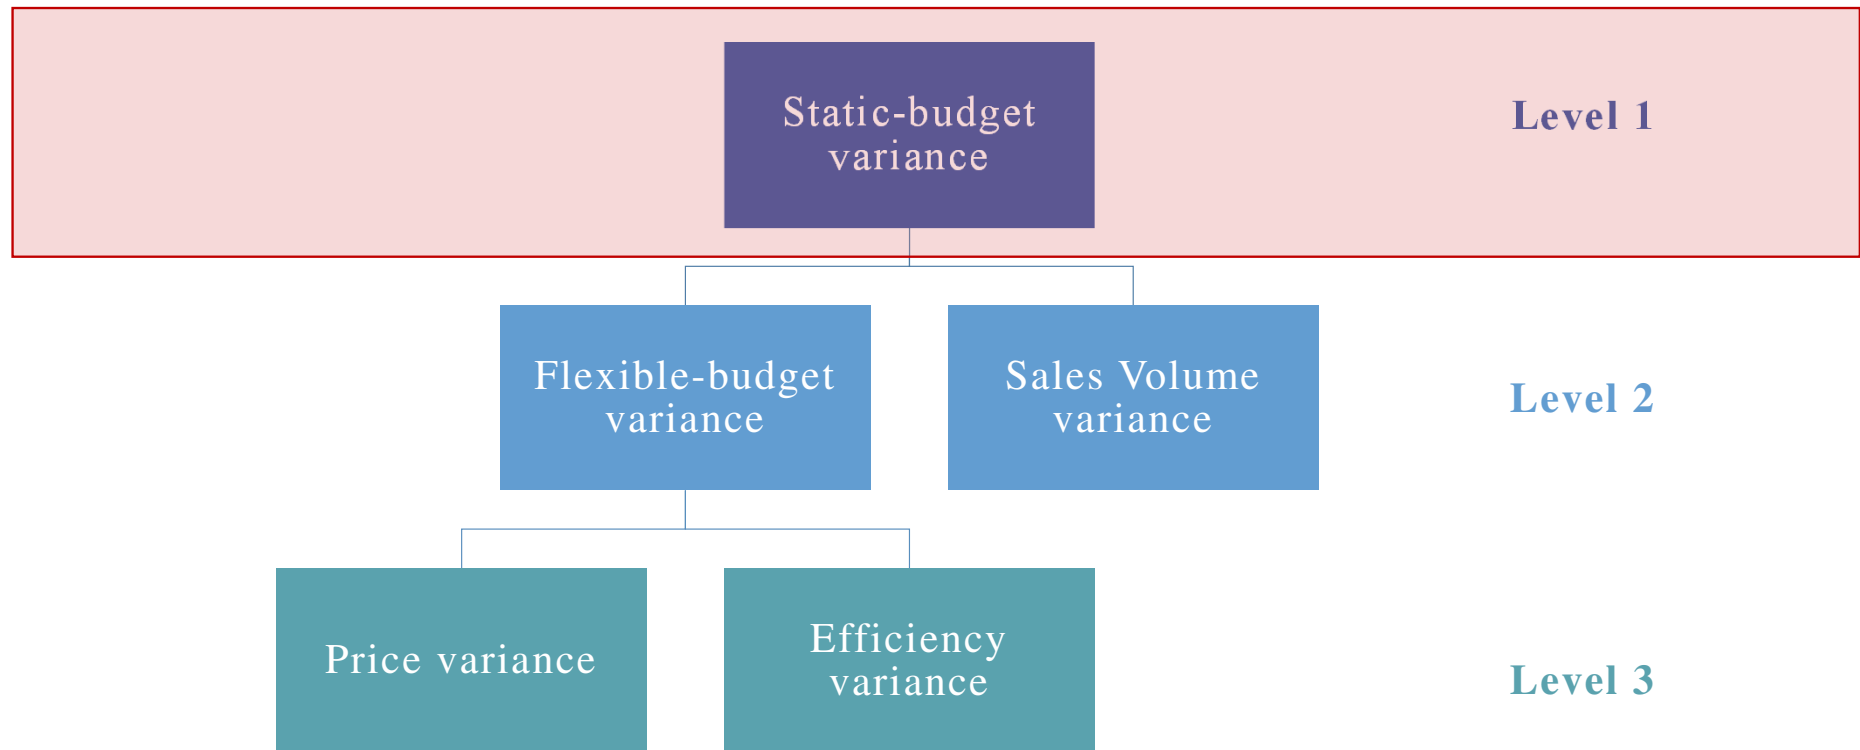 Static-budget
variance
Level 1
Flexible-budget
variance
Sales Volume
variance
Level 2
Price variance
Efficiency
variance
Level 3